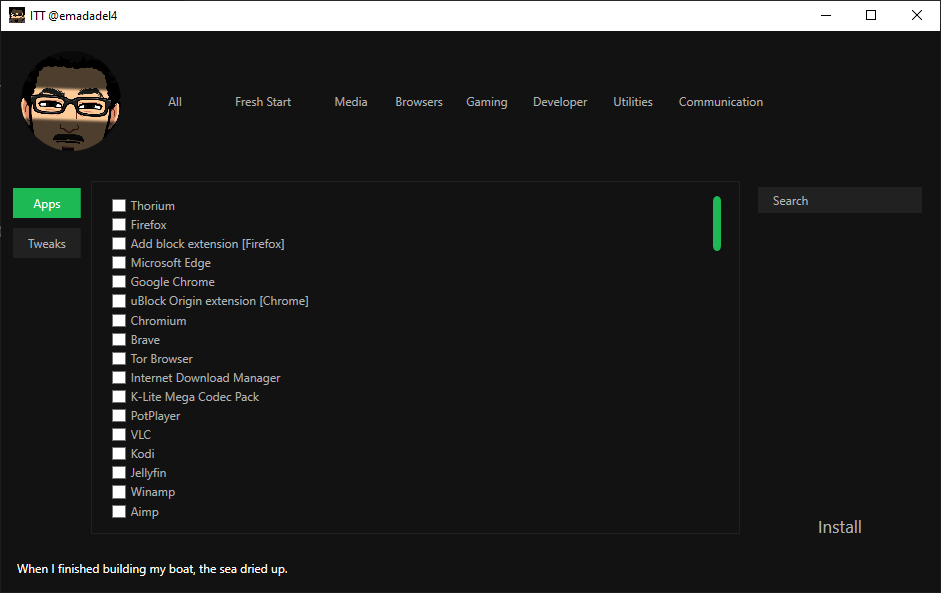 ITT @emadadel4
All
Fresh Start
Media
Browsers
Gaming
Developer
Utilities
Communication
Apps
Tweaks
Search
Thorium
Firefox
Add block extension [Firefox]
Microsoft Edge
Google Chrome
uBlock Origin extension [Chrome]
Chromium
Brave
Tor Browser
Internet Download Manager
K-Lite Mega Codec Pack
PotPlayer
VLC
Kodi
Jellyfin
Winamp
Aimp
Install
When I finished building my boat, the sea dried up.